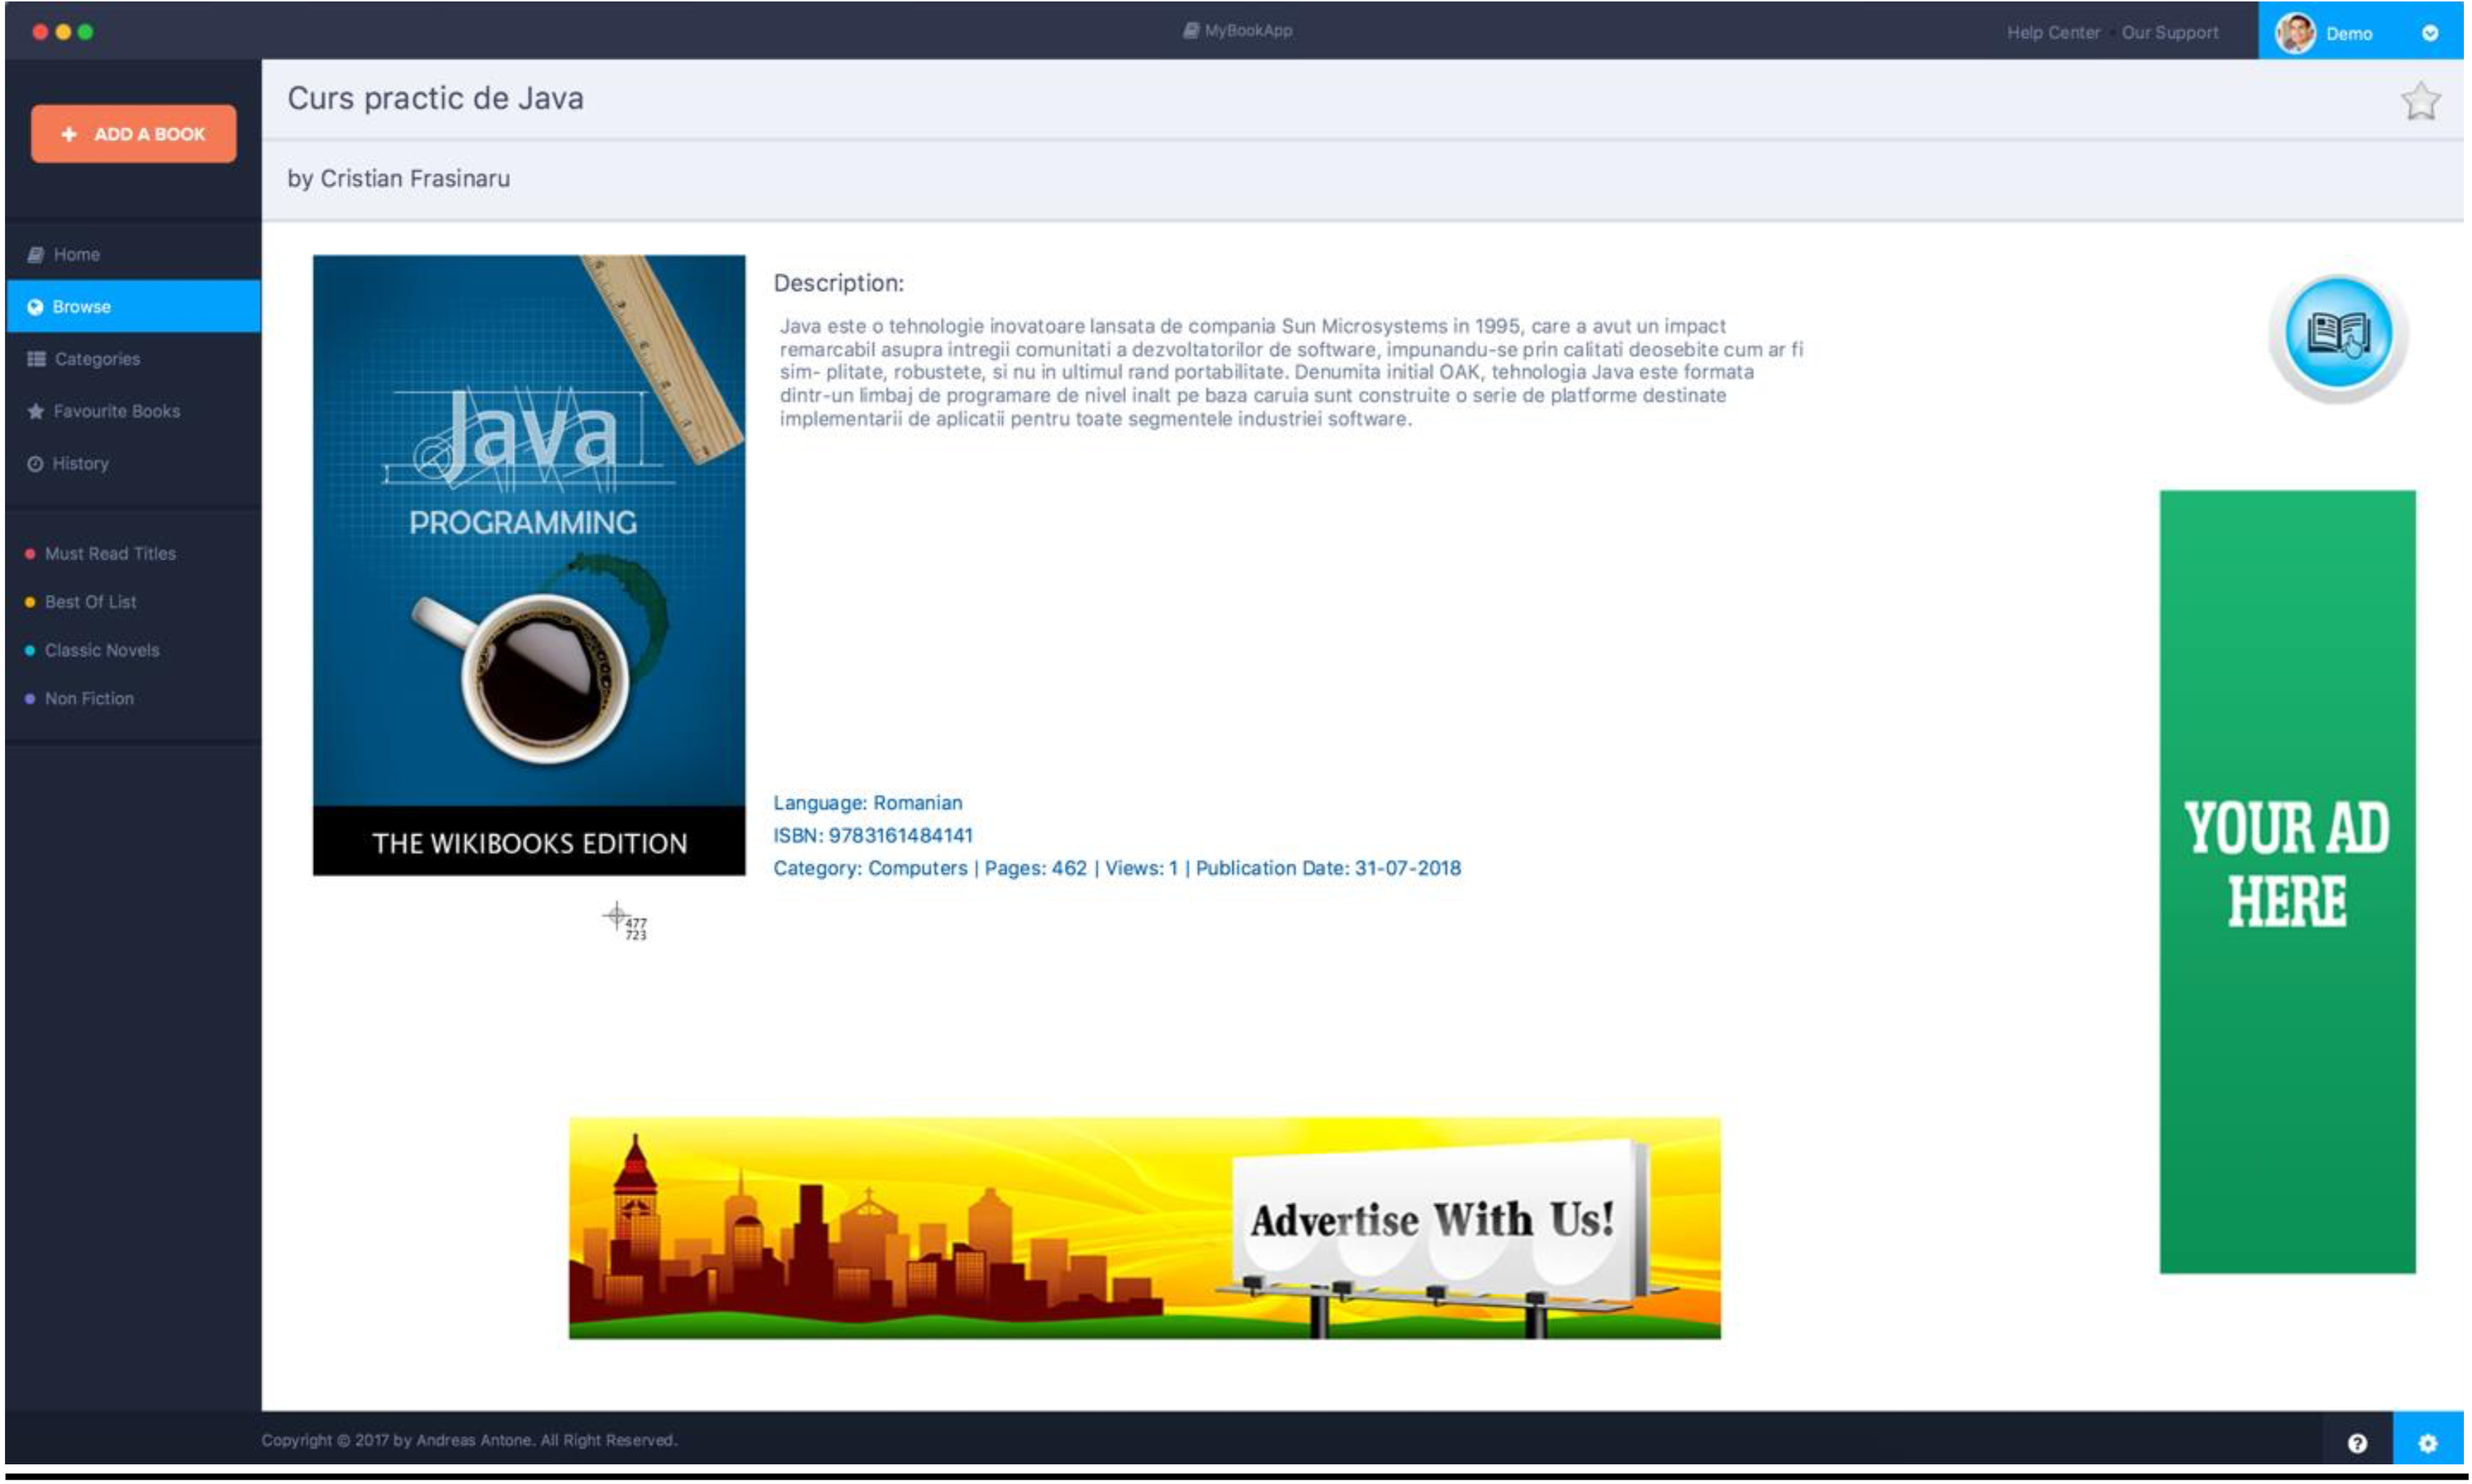 MyBookApp
Help Center
Our Support
Demo
+ ADD A BOOK
Home
Browse
Categories
Favourite Books
History
Must Read Titles
Best Of List
Classic Novels
Non Fiction
Curs practic de Java
by Cristian Frasinaru
Java
PROGRAMMING
THE WIKIBOOKS EDITION
Description:
Java este o tehnologie inovatoare lansata de compania Sun Microsystems in 1995, care a avut un impact
remarcabil asupra intregii comunitati a dezvoltatorilor de software, impunandu-se prin calitati deosebite cum ar fi
sim- plitate, robustete, si nu in ultimul rand portabilitate. Denumita initial OAK, tehnologia Java este formata
dintr-un limbaj de programare de nivel inalt pe baza caruia sunt construite o serie de platforme destinate
implementarii de aplicatii pentru toate segmentele industriei software.
Language: Romanian
ISBN: 9783161484141
Category: Computers | Pages: 462 | Views: 1 | Publication Date: 31-07-2018
477
723
YOUR AD
HERE
Advertise With Us!
Copyright © 2017 by Andreas Antone. All Right Reserved.